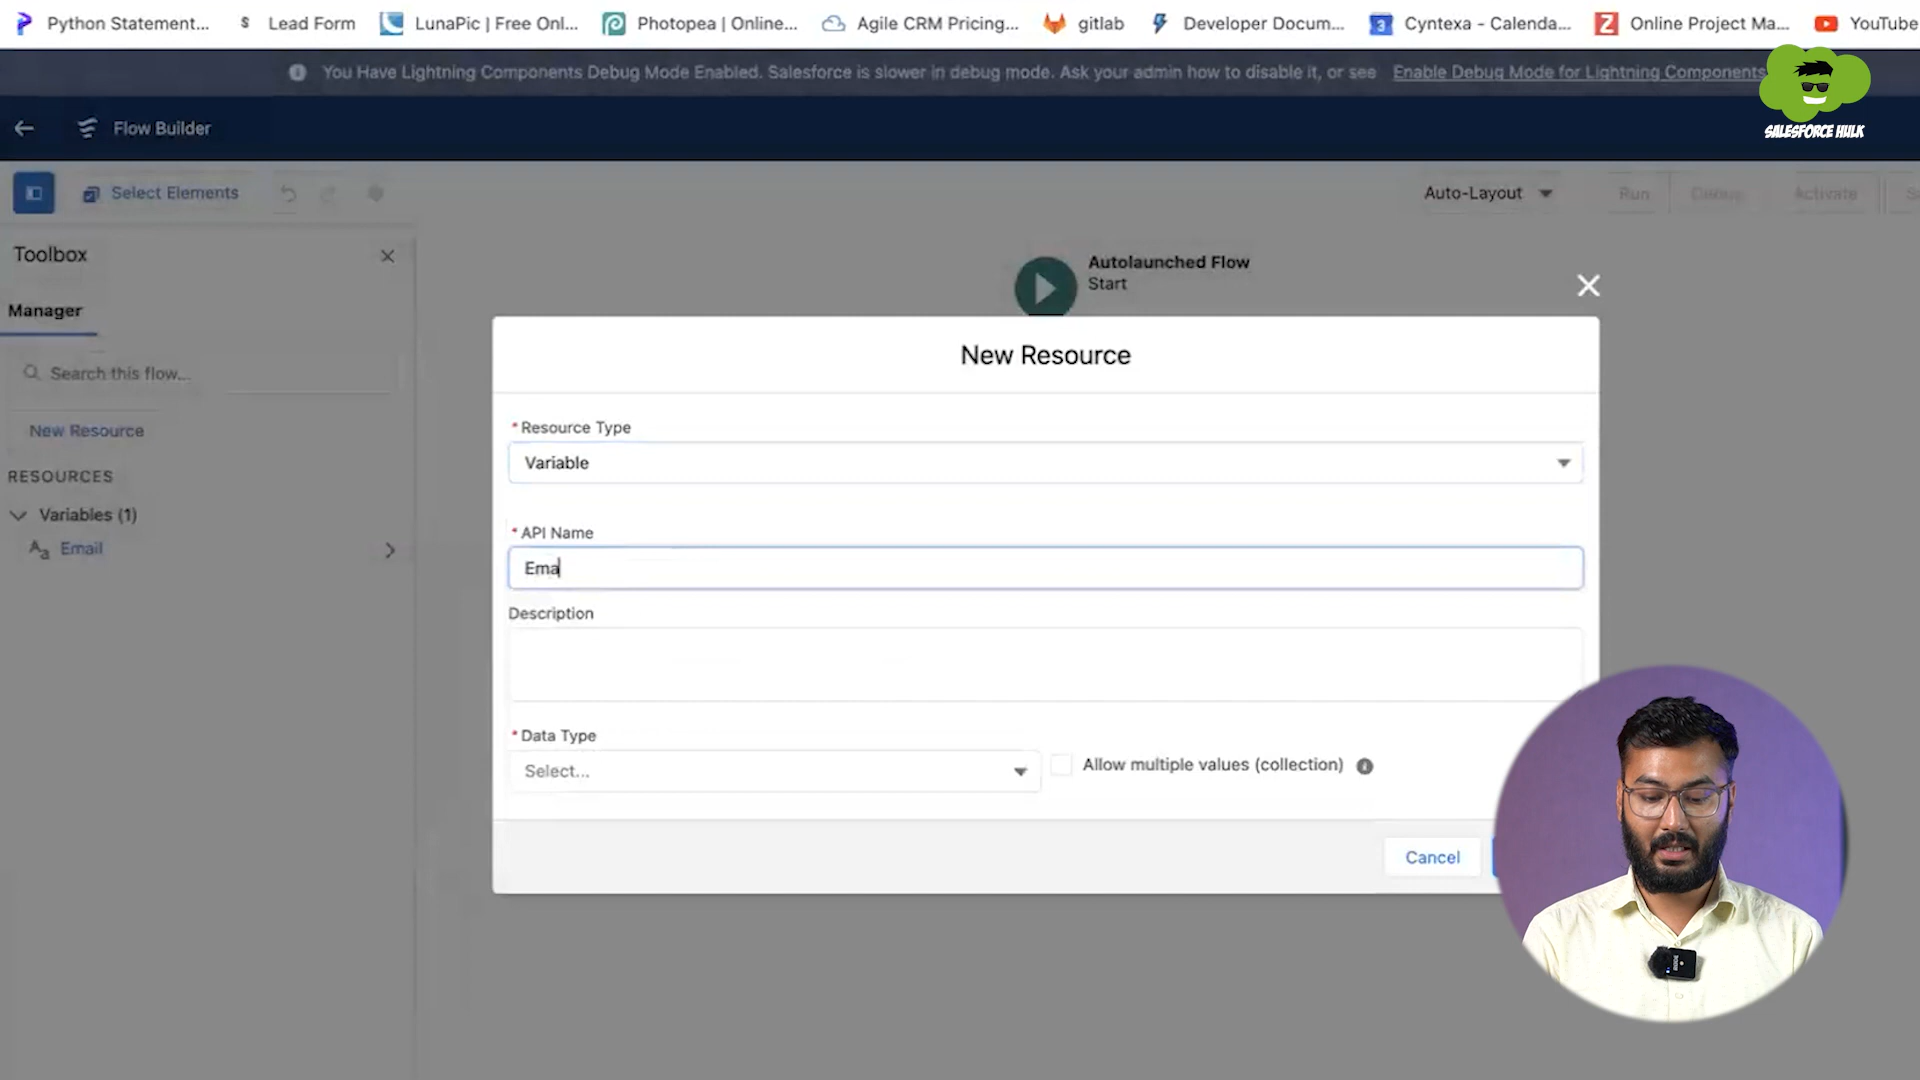 Python Statement...
Lead Form
LunaPic | Free Onl...
Photopea | Online...
Agile CRM Pricing...
gitlab
Developer Docum...
Cyntexa - Calenda...
Online Project Ma...
YouTube
You Have Lightning Components Debug Mode Enabled. Salesforce is slower in debug mode. Ask your admin how to disable it, or see Enable Debug Mode for Lightning Components
SALESFORCE HULK
Flow Builder
Select Elements
Auto-Layout
Run
Debug
Activate
Toolbox
Manager
Search this flow...
New Resource
RESOURCES
Variables (1)
Email
Autolaunched Flow
Start
New Resource
*Resource Type
Variable
*API Name
Ema
Description
*Data Type
Select...
Allow multiple values (collection)
Cancel